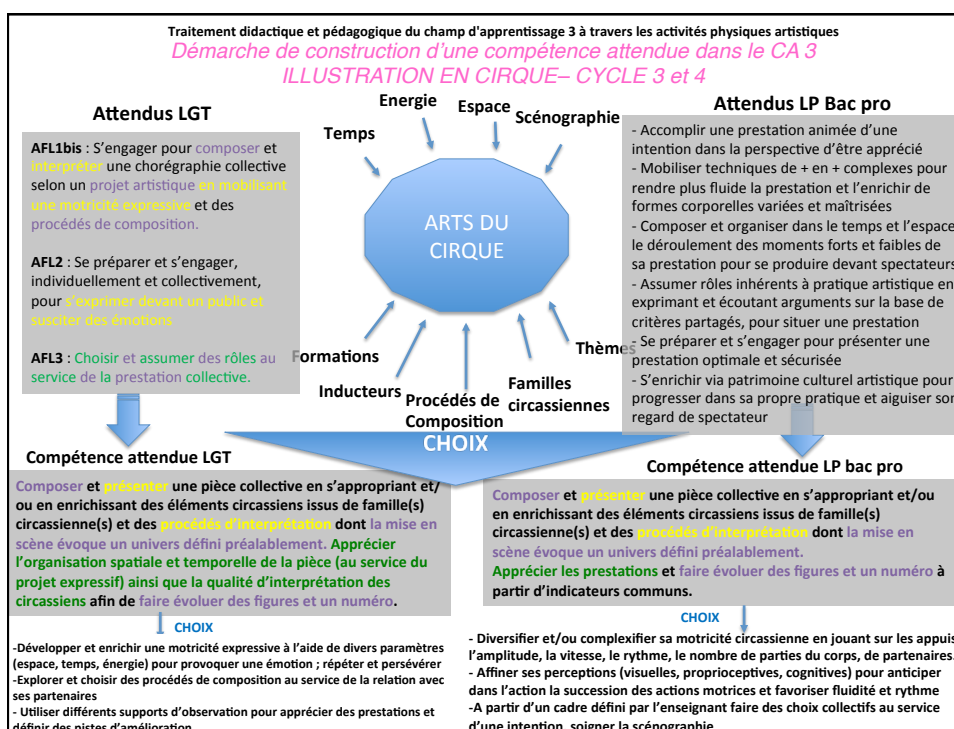 Traitement didactique et pédagogique du champ d'apprentissage 3 à travers les activités physiques artistiques
Démarche de construction d'une compétence attendue dans le CA 3
ILLUSTRATION EN CIRQUE– CYCLE 3 et 4
Attendus LGT
AFL1bis : S'engager pour composer et
interpréter une chorégraphie collective
selon un projet artistique en mobilisant
une motricité expressive et des
procédés de composition.
AFL2 : Se préparer et s'engager,
individuellement et collectivement,
pour s'exprimer devant un public et
susciter des émotions
AFL3 : Choisir et assumer des rôles au
service de la prestation collective.
Temps
Energie
Espace
Scénographie
ARTS DU
CIRQUE
Formations
Inducteurs
Procédés de
Composition
Familles
circassiennes
Thèmes
CHOIX
Attendus LP Bac pro
- Accomplir une prestation animée d'une
intention dans la perspective d'être apprécié
- Mobiliser techniques de + en + complexes pour
rendre plus fluide la prestation et l'enrichir de
formes corporelles variées et maîtrisées
- Composer et organiser dans le temps et l'espace
le déroulement des moments forts et faibles de
sa prestation pour se produire devant spectateurs
- Assumer rôles inhérents à pratique artistique en
exprimant et écoutant arguments sur la base de
critères partagés, pour situer une prestation
- Se préparer et s'engager pour présenter une
prestation optimale et sécurisée
- S'enrichir via patrimoine culturel artistique pour
progresser dans sa propre pratique et aiguiser son
regard de spectateur
Compétence attendue LGT
Composer et présenter une pièce collective en s'appropriant et/
ou en enrichissant des éléments circassiens issus de famille(s)
circassienne(s) et des procédés d'interprétation dont la mise en
scène évoque un univers défini préalablement. Apprécier
l'organisation spatiale et temporelle de la pièce (au service du
projet expressif) ainsi que la qualité d'interprétation des
circassiens afin de faire évoluer des figures et un numéro.
CHOIX
-Développer et enrichir une motricité expressive à l'aide de divers paramètres
(espace, temps, énergie) pour provoquer une émotion ; répéter et persévérer
-Explorer et choisir des procédés de composition au service de la relation avec
ses partenaires
- Utiliser différents supports d'observation pour apprécier des prestations et
définir des pistes d'amélioration
Compétence attendue LP bac pro
Composer et présenter une pièce collective en s'appropriant et/ou
en enrichissant des éléments circassiens issus de famille(s)
circassienne(s) et des procédés d'interprétation dont la mise en
scène évoque un univers défini préalablement.
Apprécier les prestations et faire évoluer des figures et un numéro à
partir d'indicateurs communs.
CHOIX
- Diversifier et/ou complexifier sa motricité circassienne en jouant sur les appuis,
l'amplitude, la vitesse, le rythme, le nombre de parties du corps, de partenaires.
- Affiner ses perceptions (visuelles, proprioceptives, cognitives) pour anticiper
dans l'action la succession des actions motrices et favoriser fluidité et rythme
-A partir d'un cadre défini par l'enseignant faire des choix collectifs au service
d'une intention, soigner la scénographie